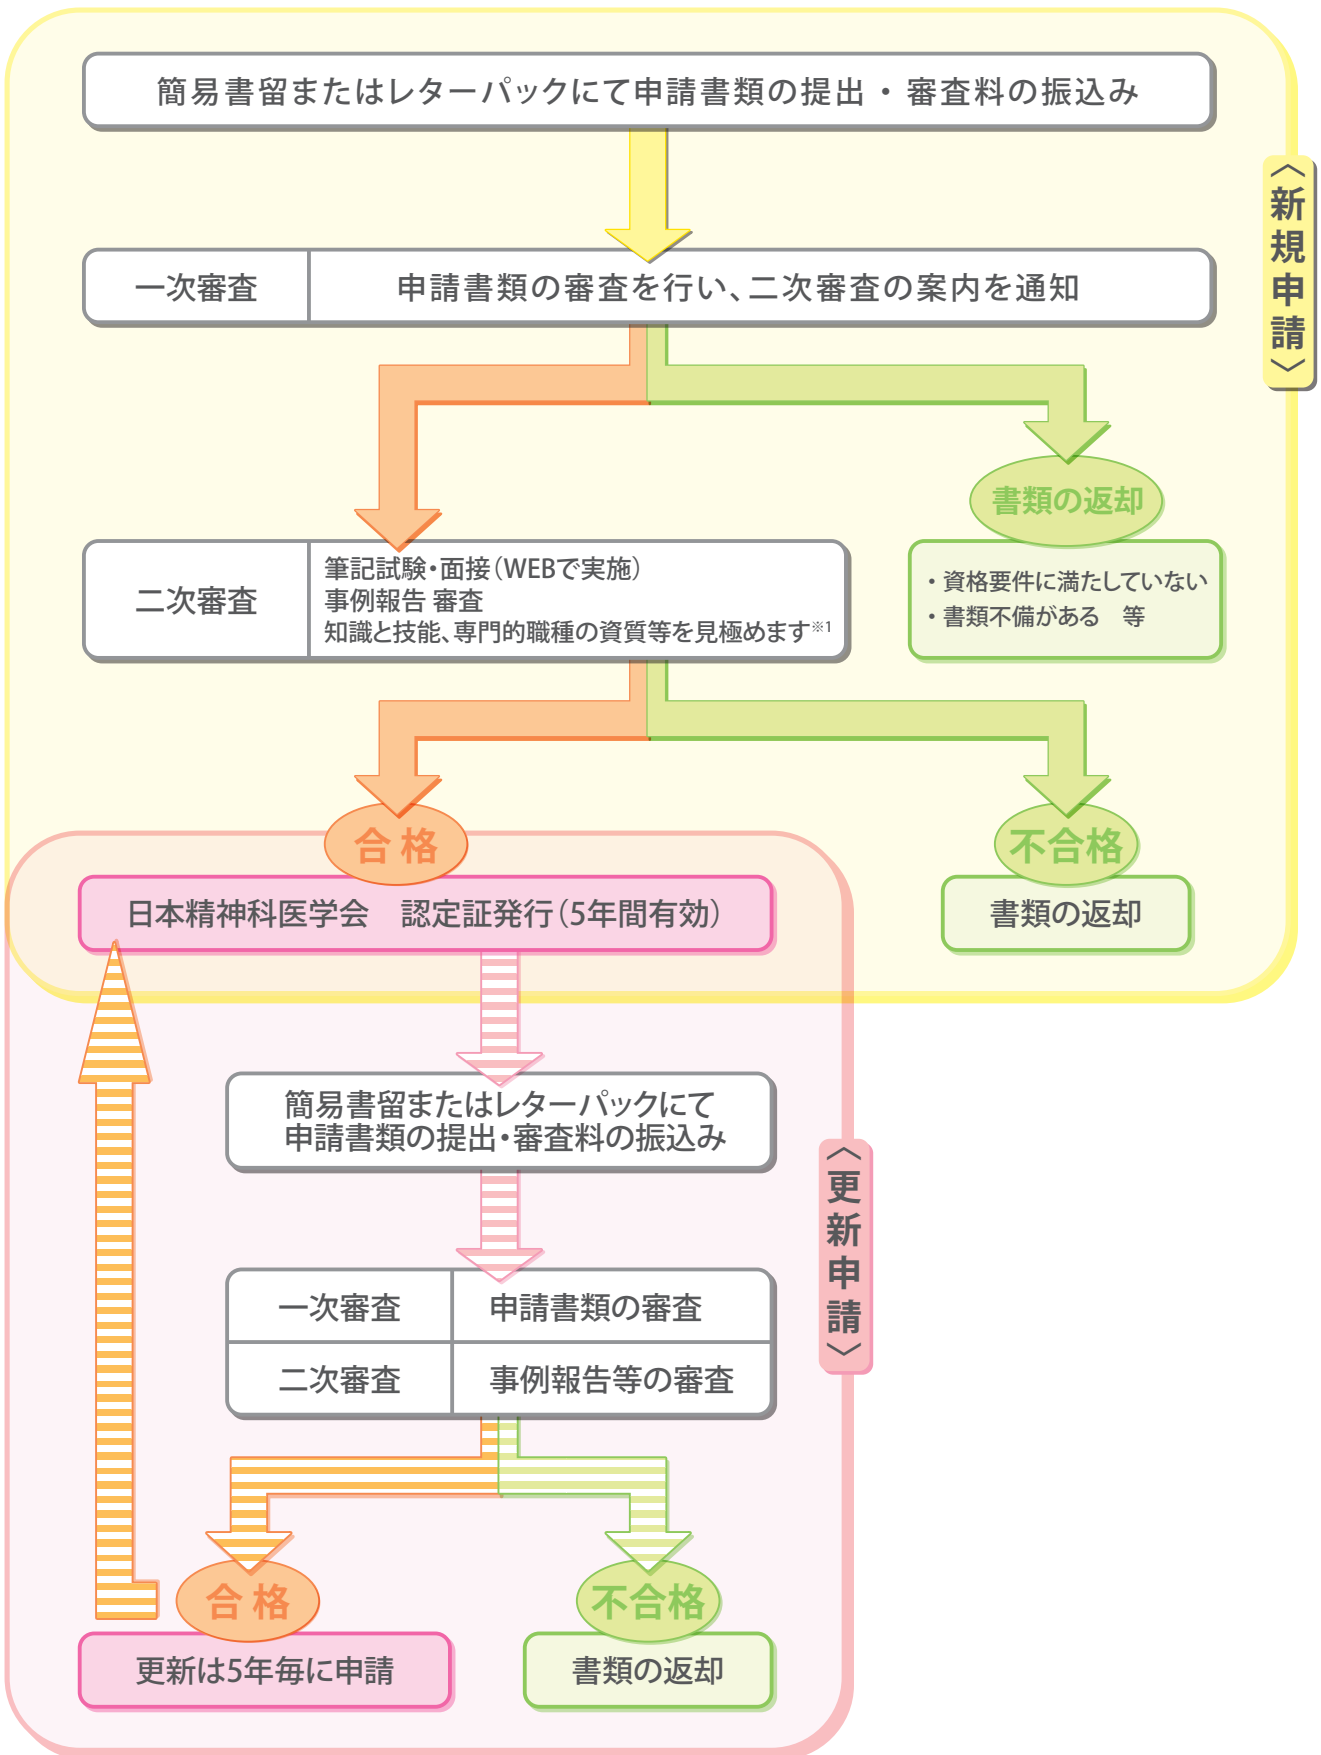 簡易書留またはレターパックにて申請書類の提出・審査料の振込み
〈新規申請〉
一次審査
申請書類の審査を行い、二次審査の案内を通知
書類の返却
・資格要件に満たしていない
・書類不備がある　等
二次審査
筆記試験・面接（WEBで実施）
事例報告 審査
知識と技能、専門的職種の資質等を見極めます※1
合格
不合格
日本精神科医学会　認定証発行（5年間有効）
書類の返却
簡易書留またはレターパックにて
申請書類の提出・審査料の振込み
〈更新申請〉
一次審査
申請書類の審査
二次審査
事例報告等の審査
合格
不合格
更新は5年毎に申請
書類の返却